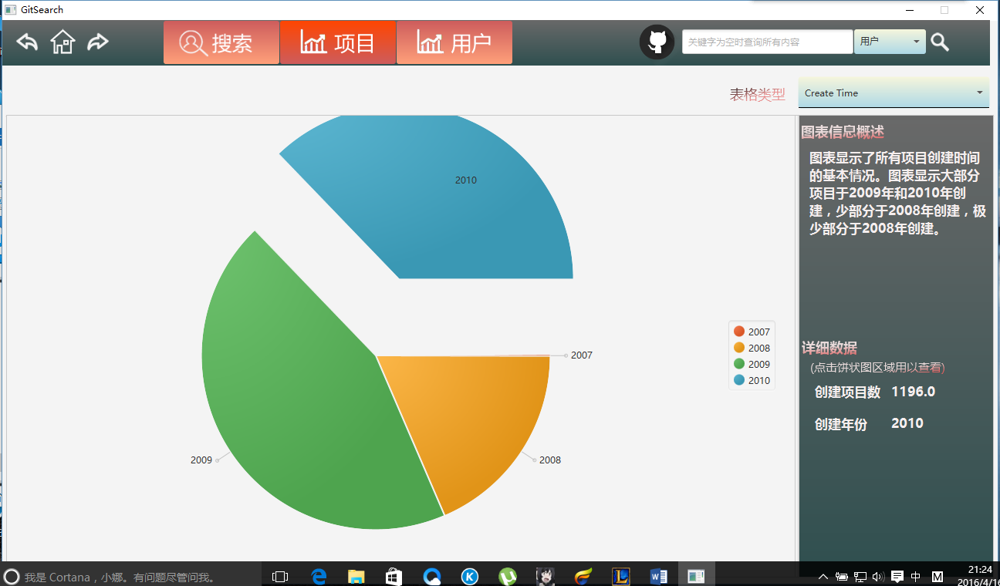 GitSearch
搜索
项目
用户
关键字为空时查询所有内容
用户
表格类型
Create Time
图表信息概述
图表显示了所有项目创建时间
的基本情况。图表显示大部分
项目于2009年和2010年创
建，少部分于2008年创建，极
少部分于2008年创建。
2010
2007
2009
2008
2007
2008
2009
2010
详细数据
(点击饼状图区域用以查看)
创建项目数 1196.0
创建年份 2010
我是 Cortana，小娜。有问题尽管问我。
中
M
21:24
2016/4/16